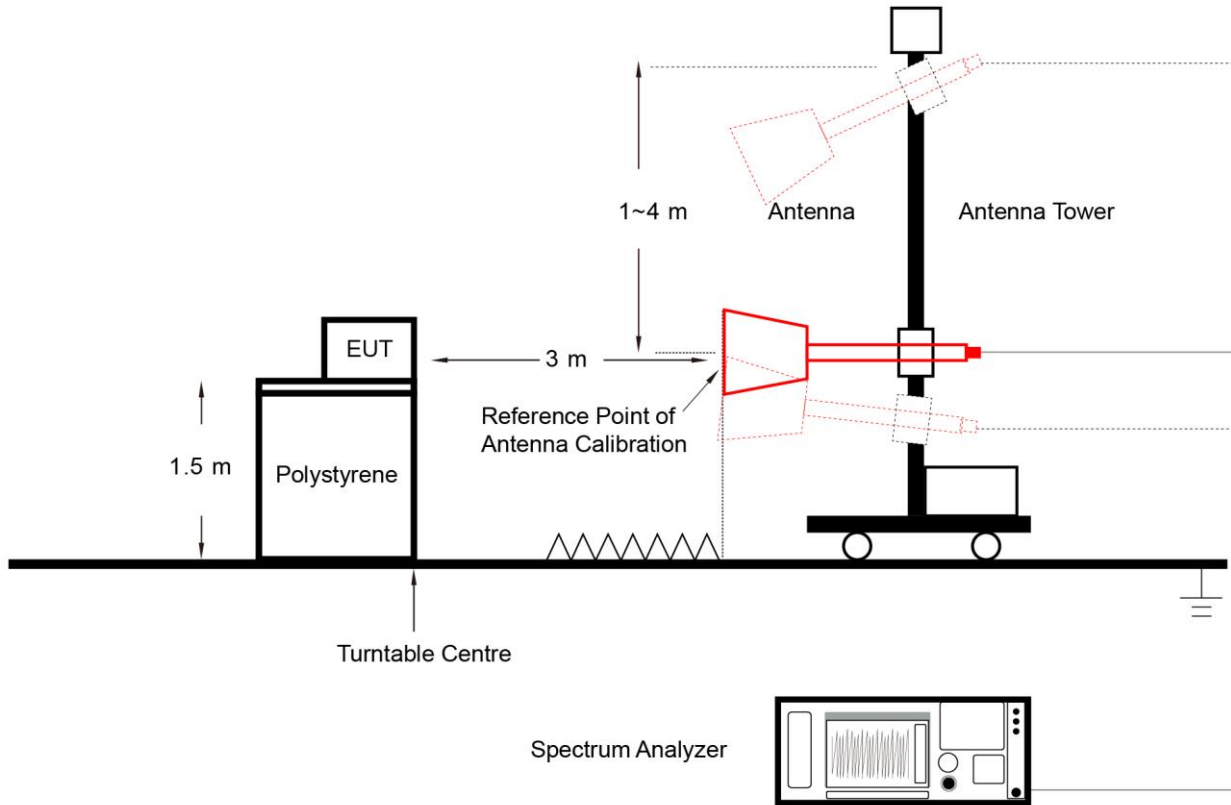 1~4 m
Antenna
Antenna Tower
EUT
3 m
Reference Point of
Antenna Calibration
1.5 m
Polystyrene
Turntable Centre
Spectrum Analyzer